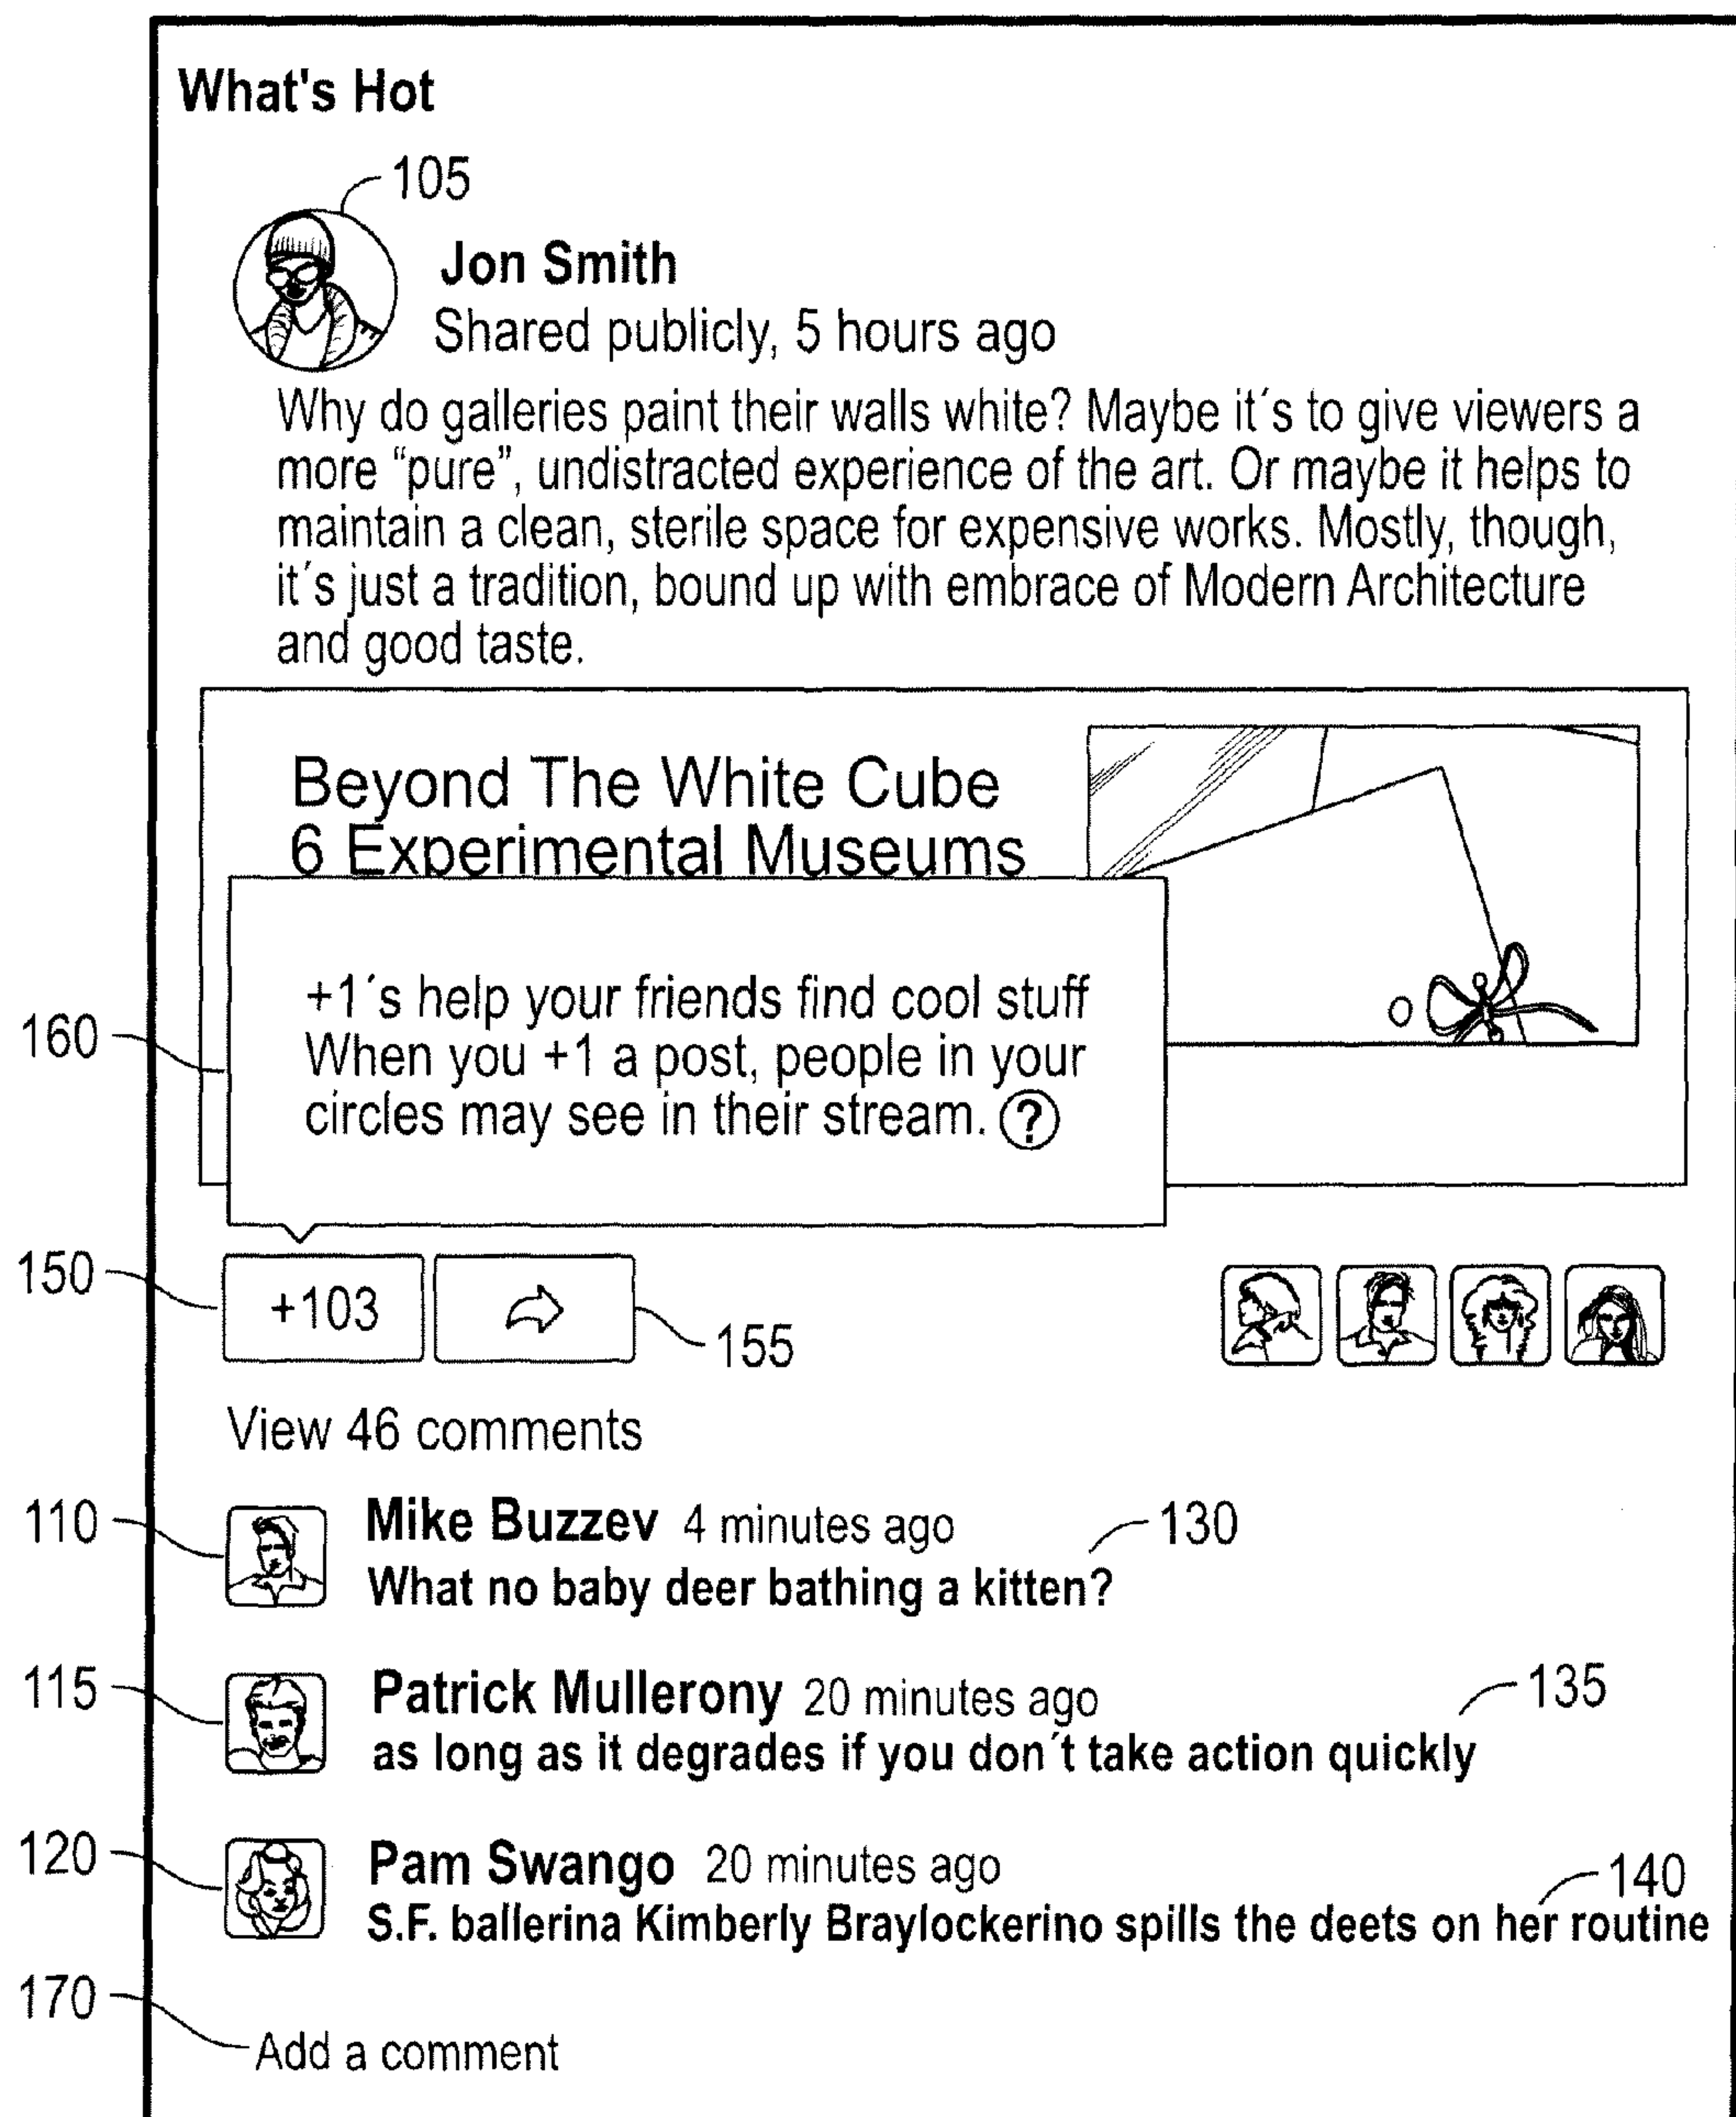 What's Hot
105
Jon Smith
Shared publicly, 5 hours ago
Why do galleries paint their walls white? Maybe it´s to give viewers a
more “pure”, undistracted experience of the art. Or maybe it helps to
maintain a clean, sterile space for expensive works. Mostly, though,
it´s just a tradition, bound up with embrace of Modern Architecture
and good taste.
Beyond The White Cube
6 Experimental Museums
160
+1´s help your friends find cool stuff
When you +1 a post, people in your
circles may see in their stream. ?
150
+103
155
View 46 comments
110
Mike Buzzev 4 minutes ago
130
What no baby deer bathing a kitten?
115
Patrick Mullerony 20 minutes ago
135
as long as it degrades if you don´t take action quickly
120
Pam Swango 20 minutes ago
140
S.F. ballerina Kimberly Braylockerino spills the deets on her routine
170
Add a comment